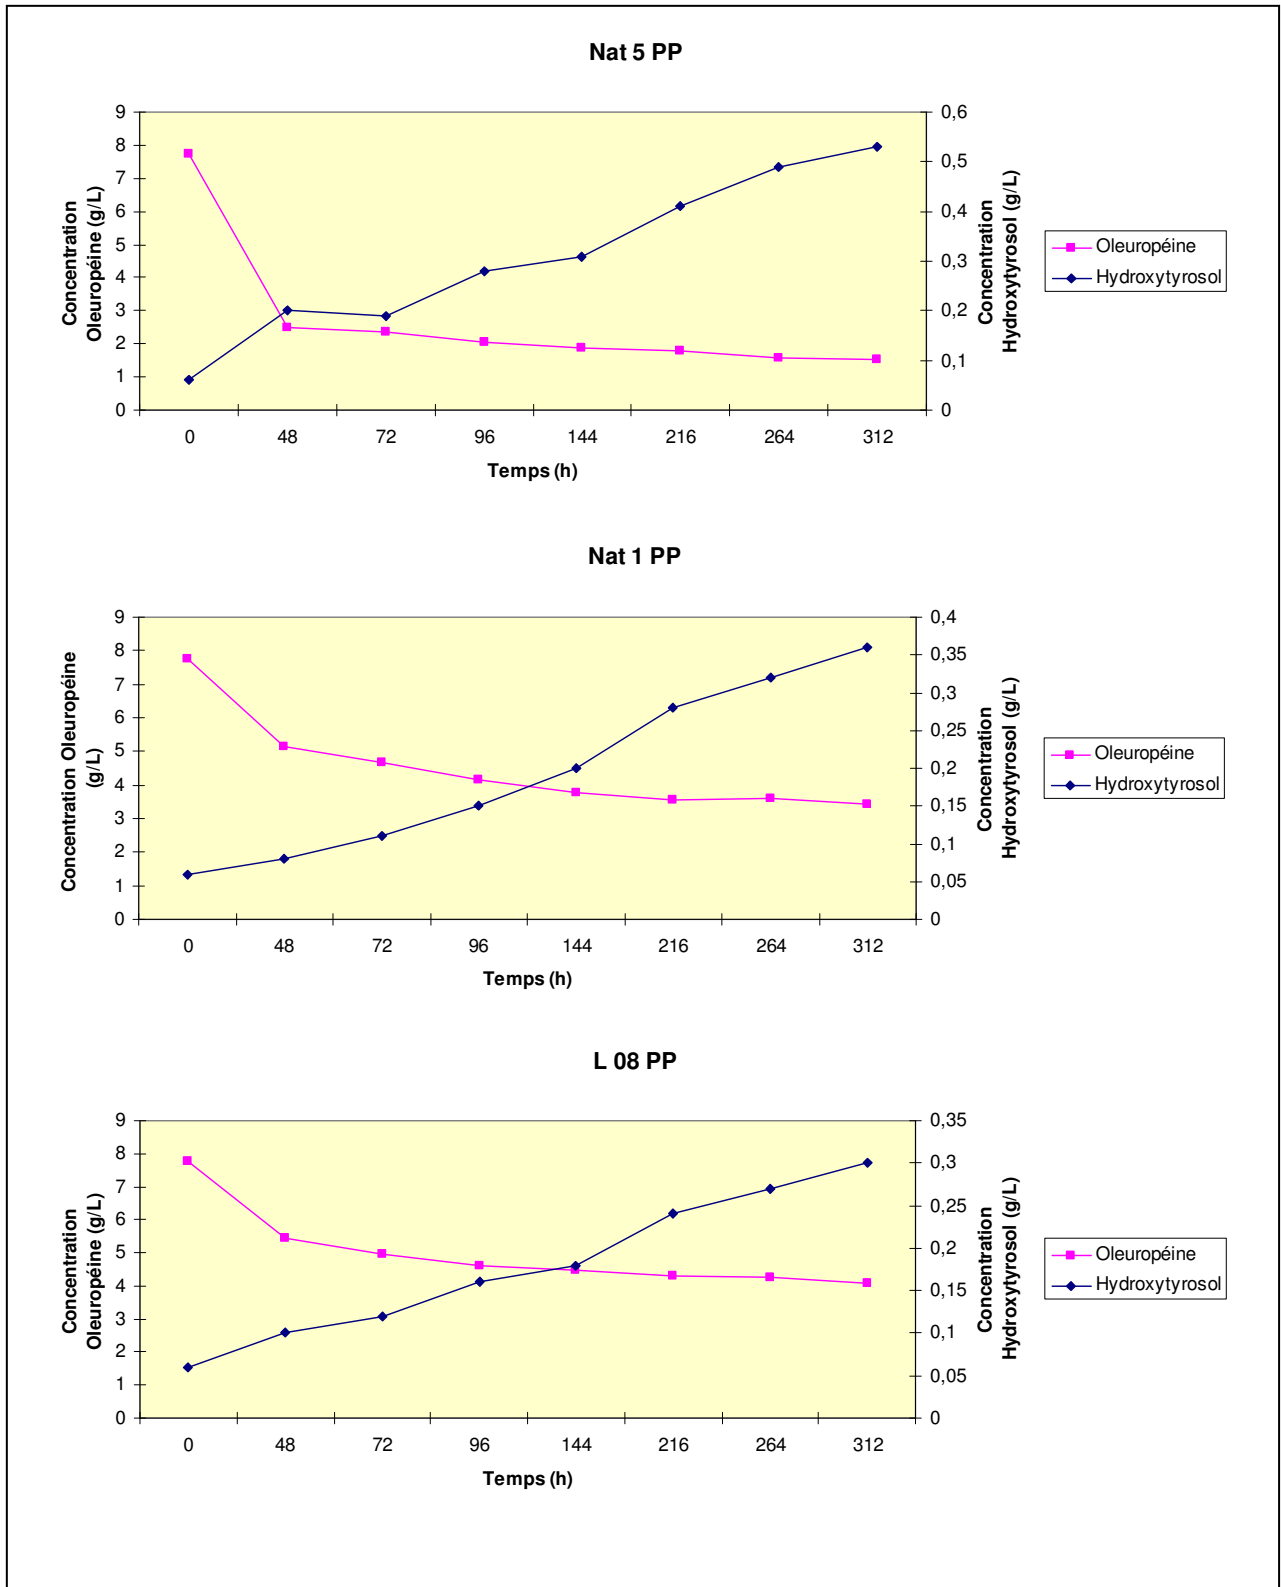 Nat 5 PP
9
8
7
6
5
4
3
2
1
0
Concentration
Oleuropéine (g/L)
0,6
0,5
0,4
0,3
0,2
0,1
0
Concentration
Hydroxytyrosol (g/L)
0 48 72 96 144 216 264 312
Temps (h)
Oleuropéine
Hydroxytyrosol
Nat 1 PP
9
8
7
6
5
4
3
2
1
0
Concentration Oleuropéine
(g/L)
0,4
0,35
0,3
0,25
0,2
0,15
0,1
0,05
0
Concentration
Hydroxytyrosol (g/L)
0 48 72 96 144 216 264 312
Temps (h)
Oleuropéine
Hydroxytyrosol
L 08 PP
9
8
7
6
5
4
3
2
1
0
Concentration
Oleuropéine (g/L)
0,35
0,3
0,25
0,2
0,15
0,1
0,05
0
Concentration
Hydroxytyrosol (g/L)
0 48 72 96 144 216 264 312
Temps (h)
Oleuropéine
Hydroxytyrosol